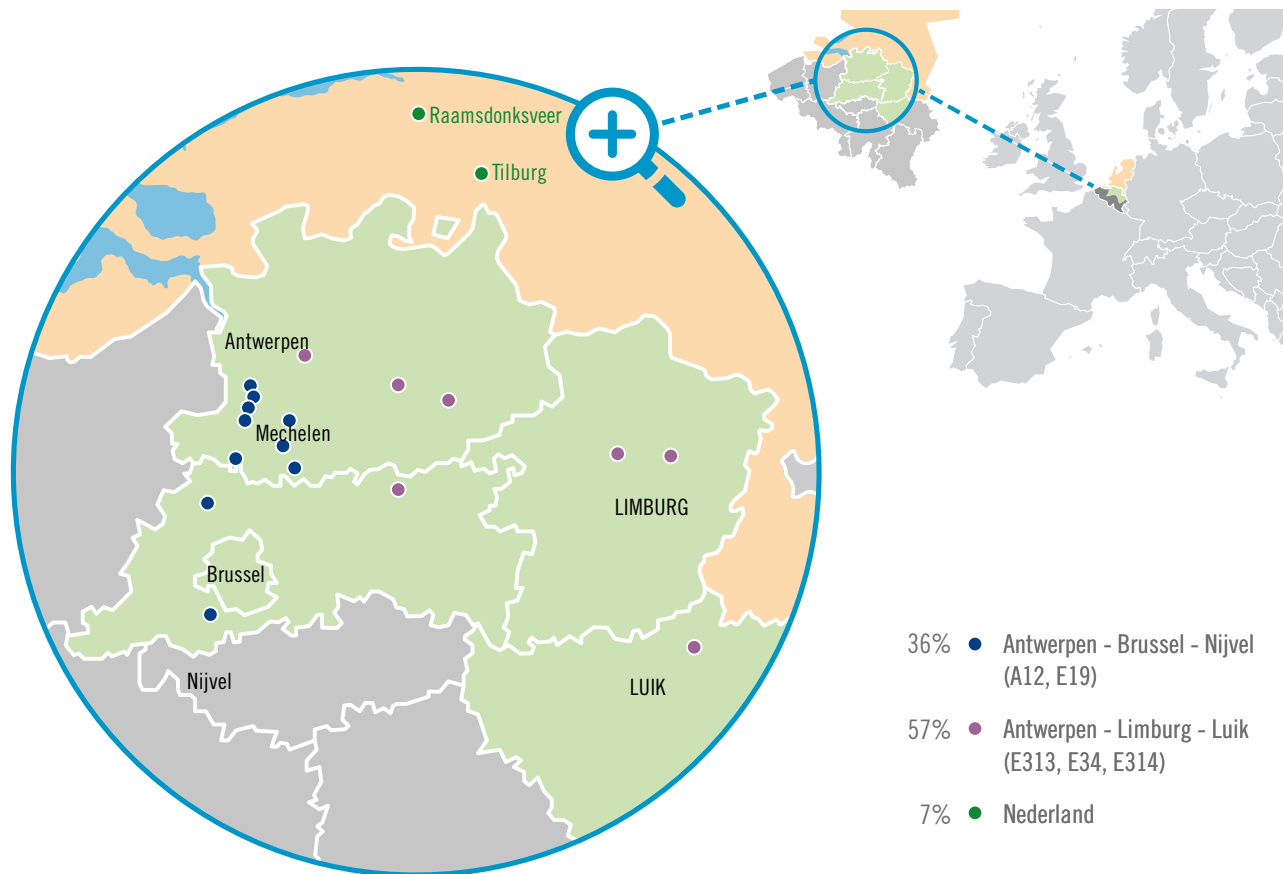 Raamsdonksveer
Tilburg
Antwerpen
Mechelen
LIMBURG
Brussel
Nijvel
LUIK
36% Antwerpen - Brussel - Nijvel
(A12, E19)
57% Antwerpen - Limburg - Luik
(E313, E34, E314)
7% Nederland